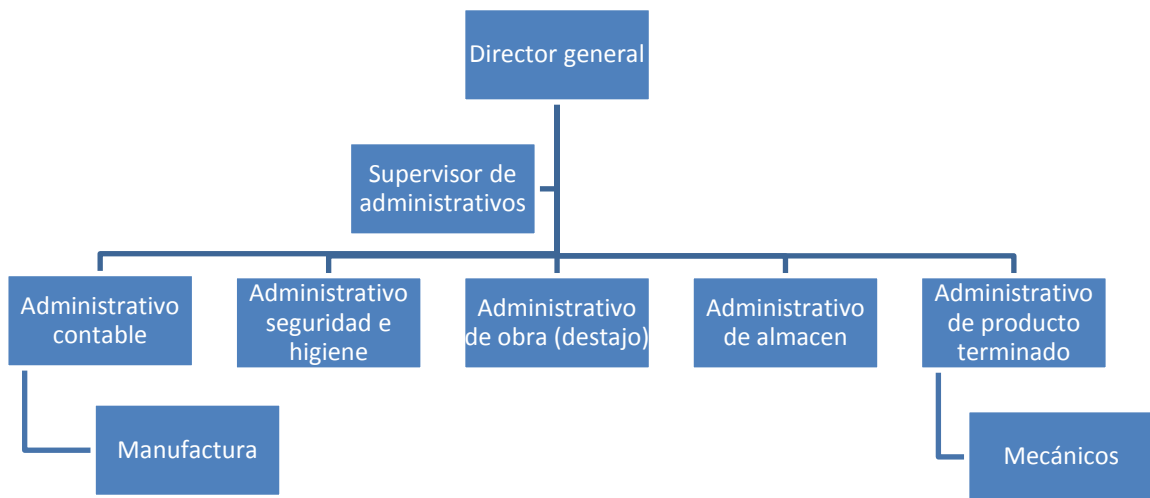 Director general
Supervisor de
administrativos
Administrativo
contable
Administrativo
seguridad e
higiene
Administrativo
de obra (destajo)
Administrativo
de almacen
Administrativo
de producto
terminado
Manufactura
Mecánicos